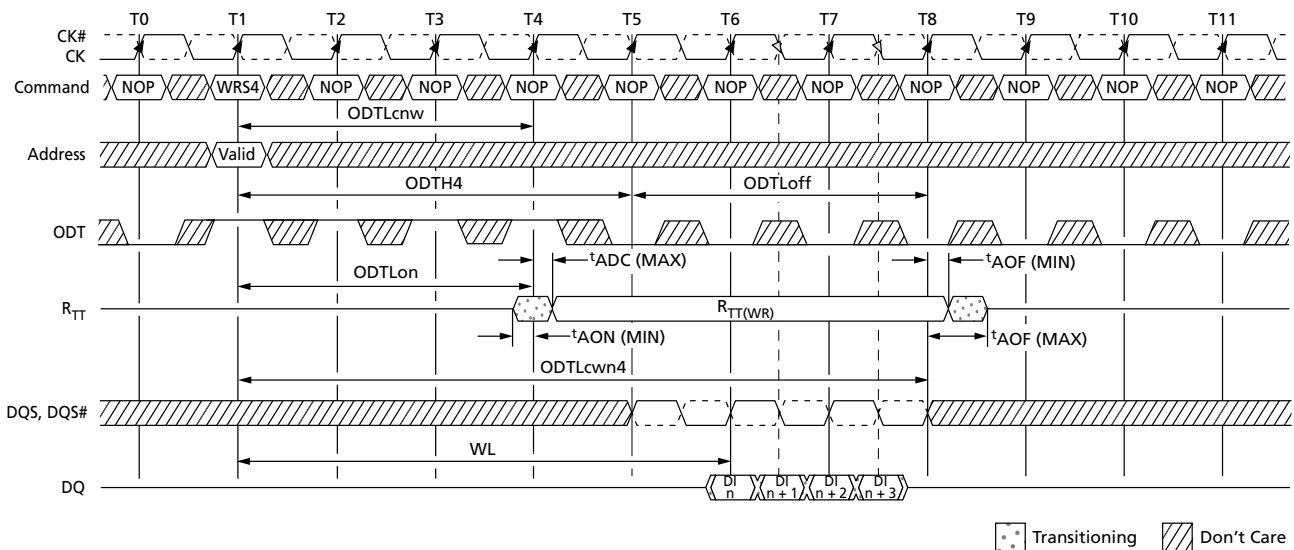 T0 T1 T2 T3 T4 T5 T6 T7 T8 T9 T10 T11
CK#
CK
Command NOP WRS4 NOP NOP NOP NOP NOP NOP NOP NOP NOP NOP
ODTLcnw
Address Valid
ODTH4 ODTLoff
ODT
tADC (MAX) tAOF (MIN)
ODTLon
RTT RTT(WR)
tAON (MIN) tAOF (MAX)
ODTLcwn4
DQS, DQS#
WL
DQ DI n DI n + 1 DI n + 2 DI n + 3
Transitioning Don't Care